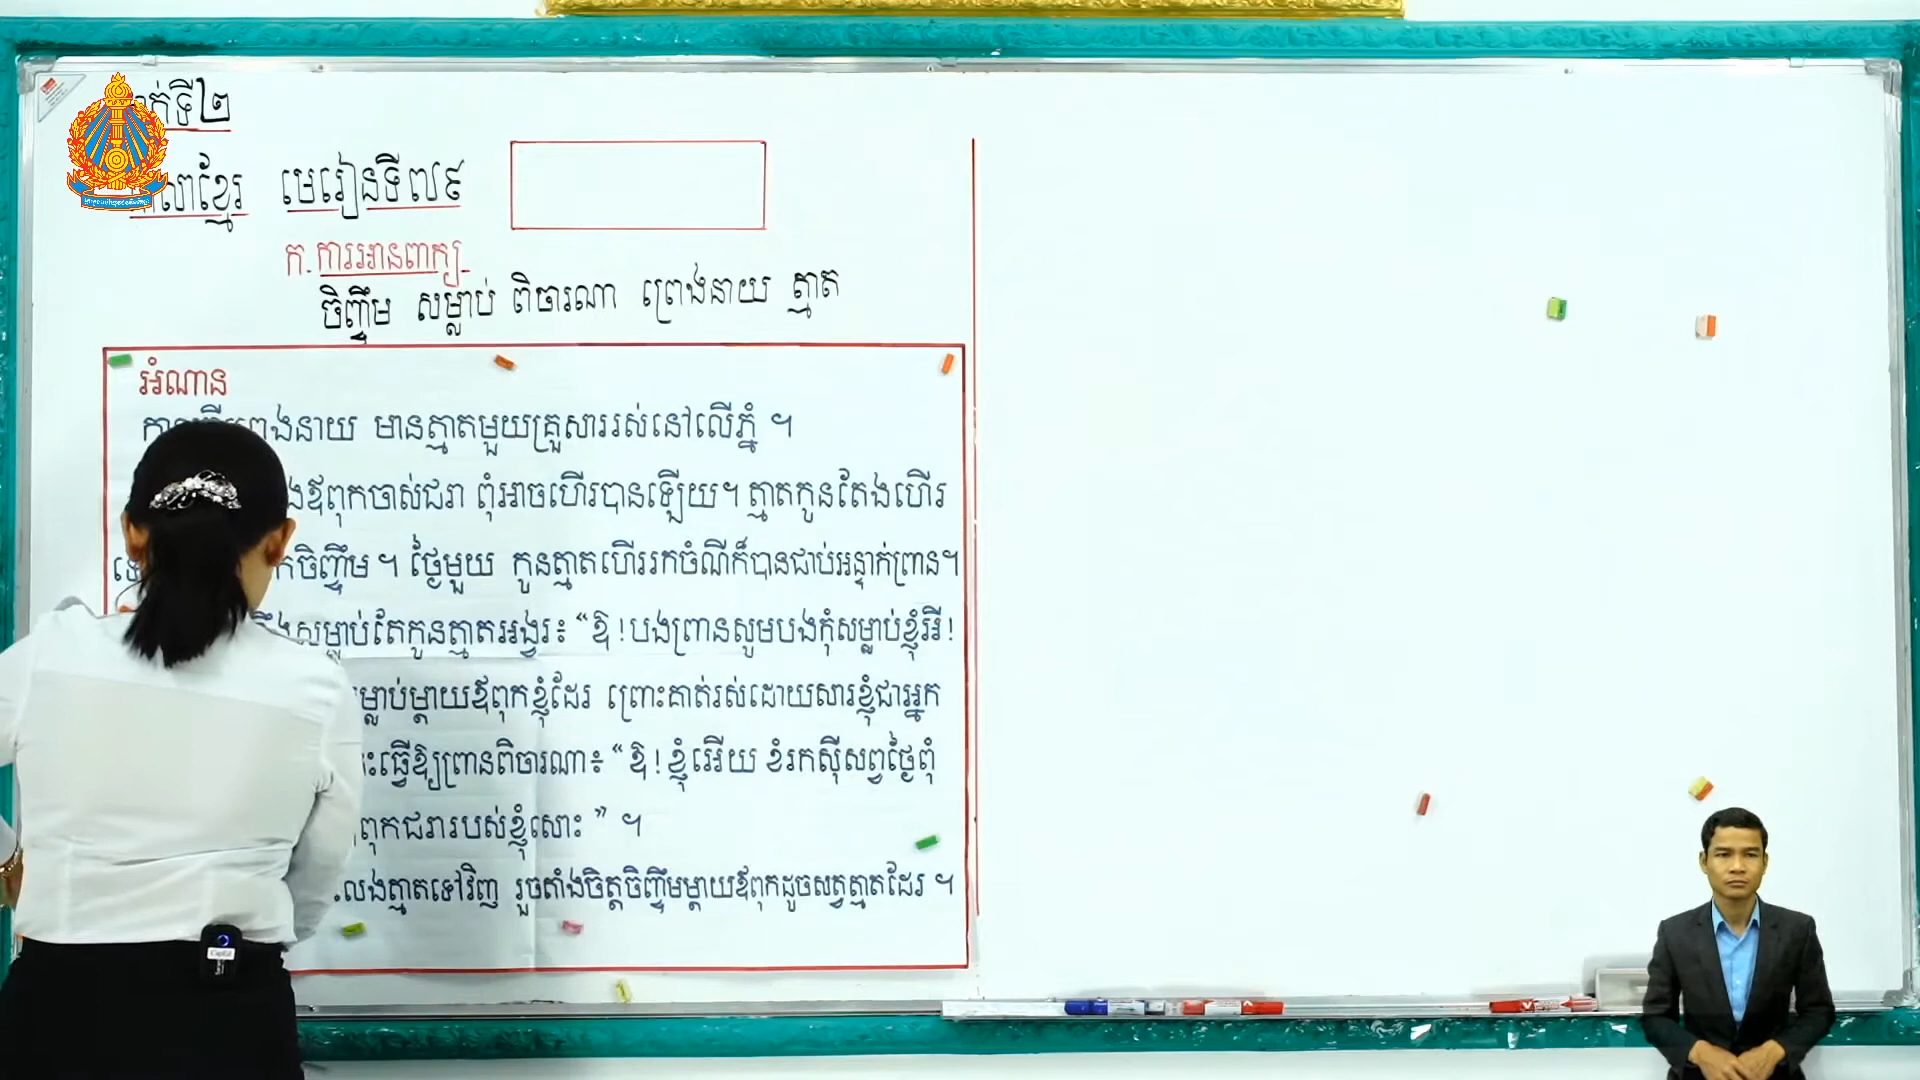 ទី២
ខ្មែរ មេរៀនទី៧៩
ក. ការអានពាក្យ
ចិញ្ចឹម សម្លាប់ ពិចារណា ព្រេងនាយ ត្មាត
អំណាន
ព្រេងនាយ មានត្មាតមួយគ្រួសាររស់នៅលើភ្នំ ។
ឪពុកចាស់ជរា ពុំអាចហើរបានឡើយ។ ត្មាតកូនតែងហើរ
ចិញ្ចឹម ។ ថ្ងៃមួយ កូនត្មាតហើររកចំណីក៏បានជាប់អន្ទាក់ព្រាន។
សម្លាប់តែកូនត្មាតអង្វរ៖ “ឱ ! បងព្រានសូមបងកុំសម្លាប់ខ្ញុំអី !
សម្លាប់ម្ដាយឪពុកខ្ញុំដែរ ព្រោះគាត់រស់ដោយសារខ្ញុំជាអ្នក
ធ្វើឱ្យព្រានពិចារណា៖ “ឱ ! ខ្ញុំអើយ ខំរកស៊ីសព្វថ្ងៃពុំ
ពុកជរារបស់ខ្ញុំសោះ ” ។
លែងត្មាតទៅវិញ រួចតាំងចិត្តចិញ្ចឹមម្ដាយឪពុកដូចសត្វត្មាតដែរ ។